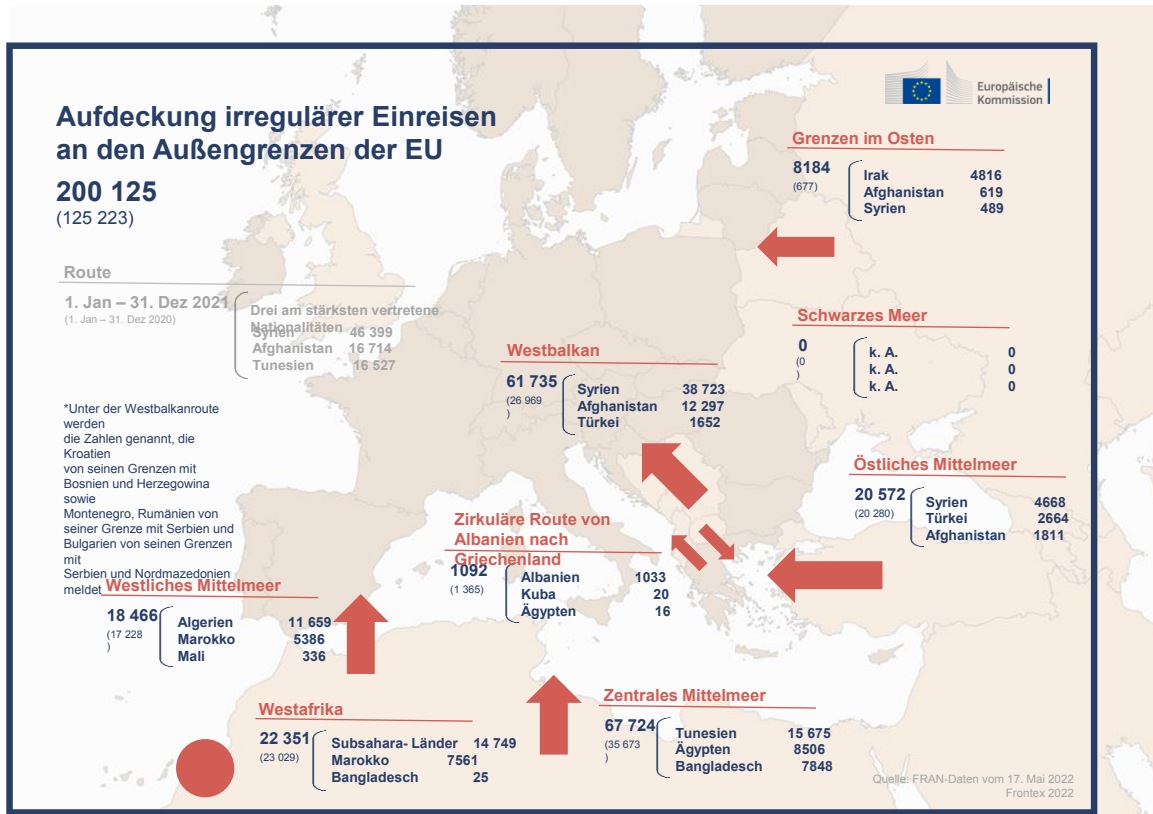 Europäische
Kommission
Aufdeckung irregulärer Einreisen
an den Außengrenzen der EU
200 125
(125 223)
Route
1. Jan – 31. Dez 2021
(1. Jan – 31. Dez 2020)
Drei am stärksten vertretene
Nationalitäten
Syrien 46 399
Afghanistan 16 714
Tunesien 16 527
*Unter der Westbalkanroute
werden
die Zahlen genannt, die
Kroatien
von seinen Grenzen mit
Bosnien und Herzegowina
sowie
Montenegro, Rumänien von
seiner Grenze mit Serbien und
Bulgarien von seinen Grenzen
mit
Serbien und Nordmazedonien
meldet
Grenzen im Osten
8184
(677)
Irak 4816
Afghanistan 619
Syrien 489
Schwarzes Meer
0
(0
)
k. A. 0
k. A. 0
k. A. 0
Westbalkan
61 735
(26 969
)
Syrien 38 723
Afghanistan 12 297
Türkei 1652
Östliches Mittelmeer
20 572
(20 280)
Syrien 4668
Türkei 2664
Afghanistan 1811
Zirkuläre Route von
Albanien nach
Griechenland
1092
(1 365)
Albanien 1033
Kuba 20
Ägypten 16
Westliches Mittelmeer
18 466
(17 228
)
Algerien 11 659
Marokko 5386
Mali 336
Westafrika
22 351
(23 029)
Subsahara- Länder 14 749
Marokko 7561
Bangladesch 25
Zentrales Mittelmeer
67 724
(35 673
)
Tunesien 15 675
Ägypten 8506
Bangladesch 7848
Quelle: FRAN-Daten vom 17. Mai 2022
Frontex 2022